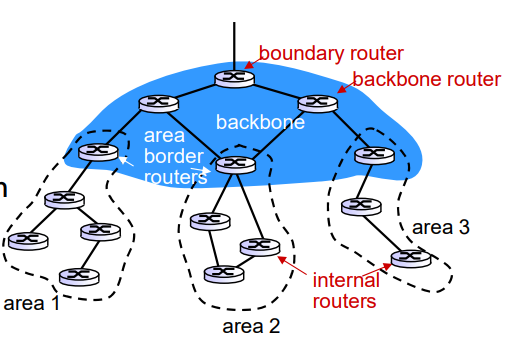 boundary router
backbone router
backbone
area
border
routers
n
area 3
internal
routers
area 1
area 2